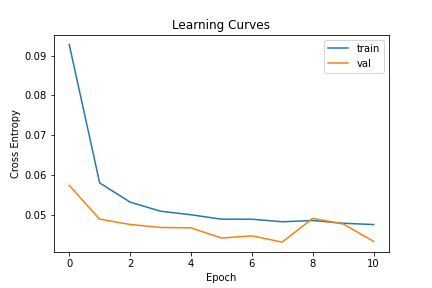 Learning Curves
train
val
Cross Entropy
0.09
0.08
0.07
0.06
0.05
0 2 4 6 8 10
Epoch